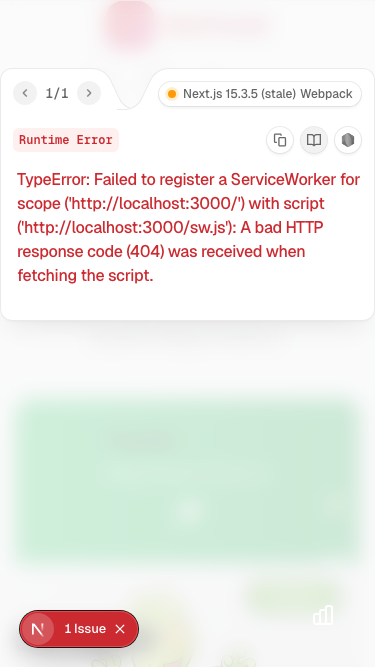 1/1
Next.js 15.3.5 (stale) Webpack
Runtime Error
TypeError: Failed to register a ServiceWorker for
scope ('http://localhost:3000/') with script
('http://localhost:3000/sw.js'): A bad HTTP
response code (404) was received when
fetching the script.
N
1 Issue